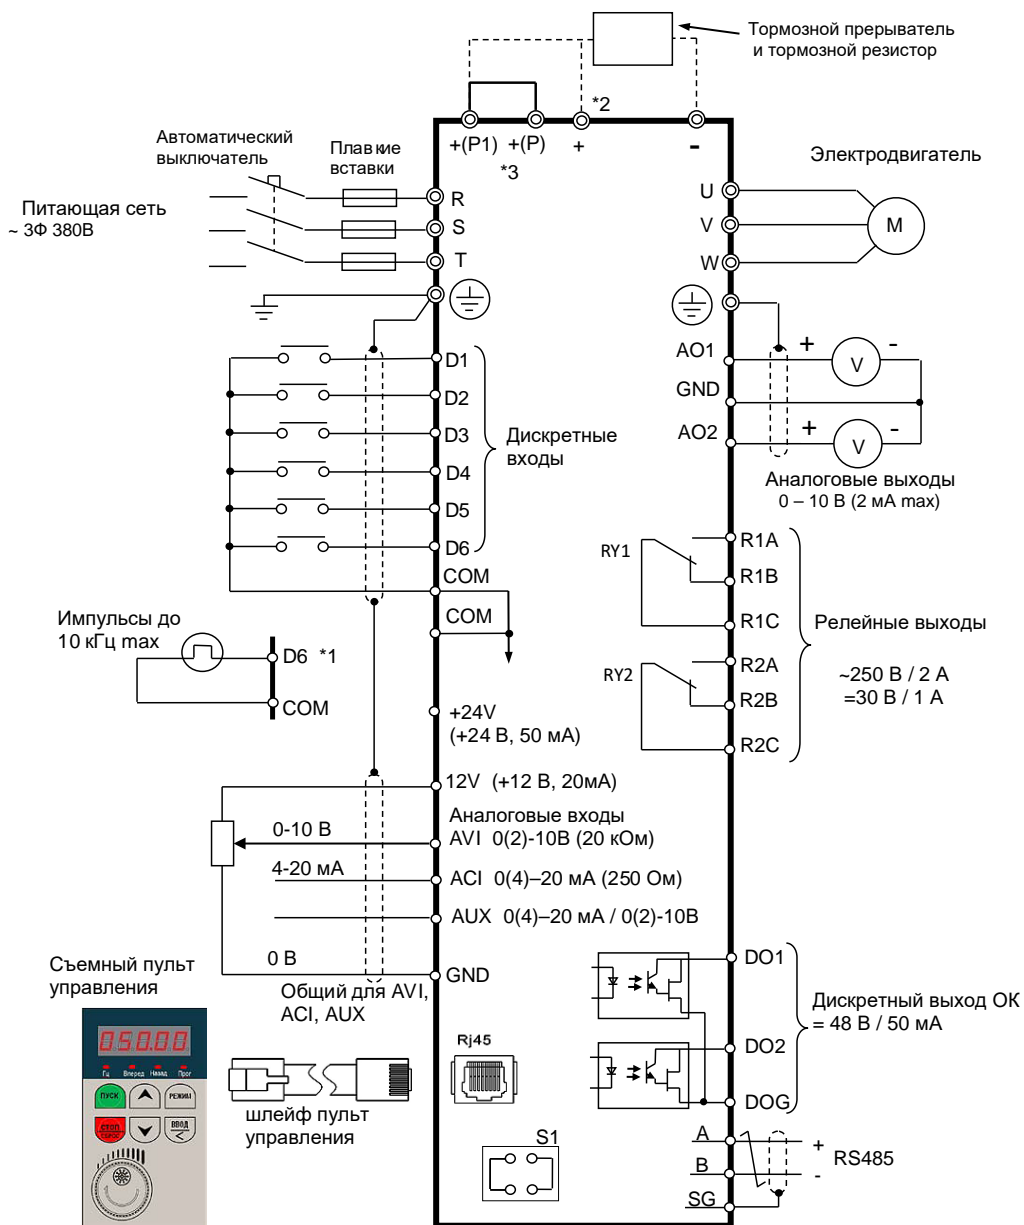 Тормозной прерыватель
и тормозной резистор
*2
+(P1)
+(P)
+
-
*3
Автоматический
выключатель
Плавкие
вставки
Питающая сеть
~ 3Ф 380В
R
S
T
Электродвигатель
U
V
W
M
D1
D2
D3
D4
D5
D6
COM
COM
Дискретные
входы
AO1
GND
AO2
+
-
V
+
-
V
Аналоговые выходы
0 – 10 В (2 мА max)
Импульсы до
10 кГц max
D6 *1
COM
RY1
R1A
R1B
R1C
RY2
R2A
R2B
R2C
Релейные выходы
~250 В / 2 А
=30 В / 1 А
+24V
(+24 В, 50 мА)
12V (+12 В, 20мА)
Аналоговые входы
0-10 В
AVI 0(2)-10В (20 кОм)
4-20 мА
ACI 0(4)–20 мА (250 Ом)
AUX 0(4)–20 мА / 0(2)-10В
0 В
GND
Общий для AVI,
ACI, AUX
Съемный пульт
управления
050.00
Гц Вперед Назад Прог
ПУСК
РЕЖИМ
СТОП
СБРОС
ВВОД
<
шлейф пульт
управления
Rj45
S1
DO1
DO2
DOG
Дискретный выход ОК
= 48 В / 50 мА
A
B
SG
+
-
RS485